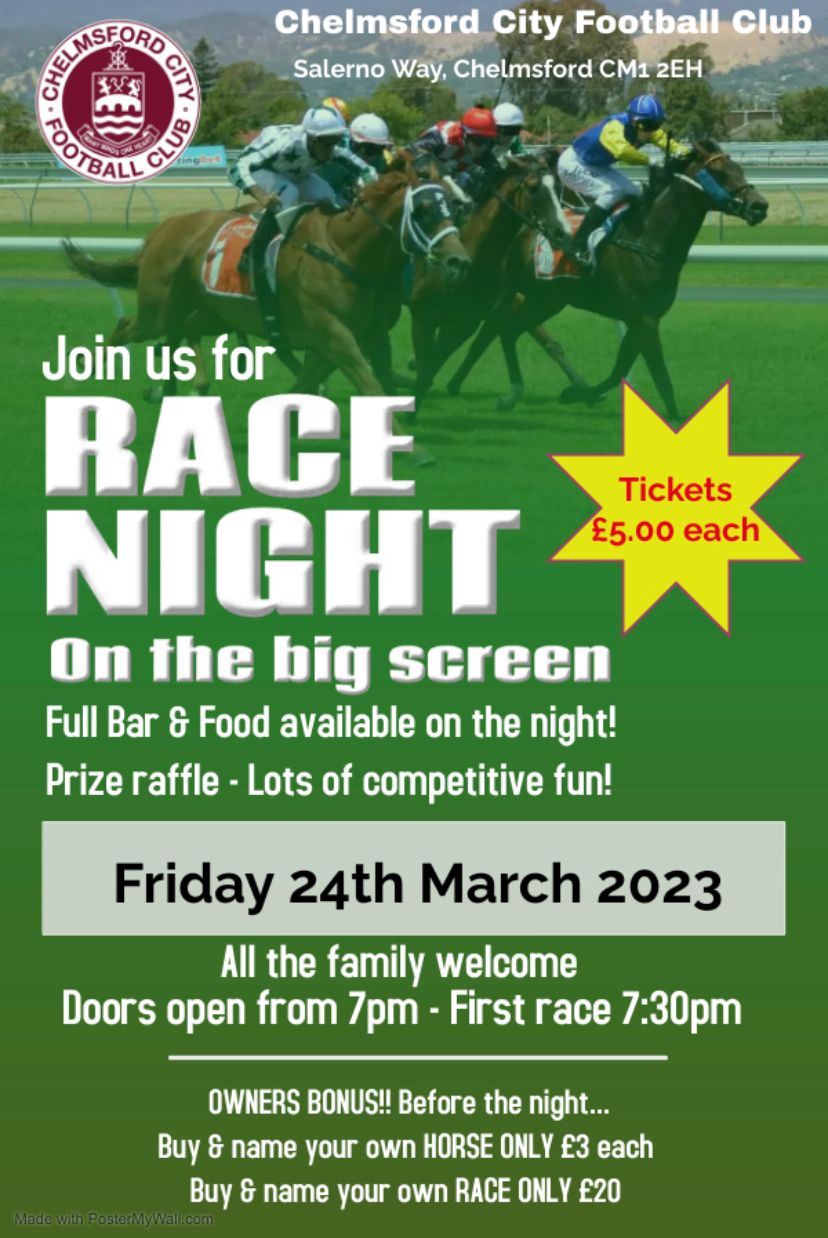 Chelmsford City Football Club
Salerno Way, Chelmsford CM1 2EH
CHELMSFORD CITY
FOOTBALL CLUB
MANY MINDS ONE HEART
Join us for
RACE
NIGHT
Tickets
£5.00 each
On the big screen
Full Bar & Food available on the night!
Prize raffle - Lots of competitive fun!
Friday 24th March 2023
All the family welcome
Doors open from 7pm - First race 7:30pm
OWNERS BONUS!! Before the night...
Buy & name your own HORSE ONLY £3 each
Buy & name your own RACE ONLY £20
Made with PosterMyWall.com